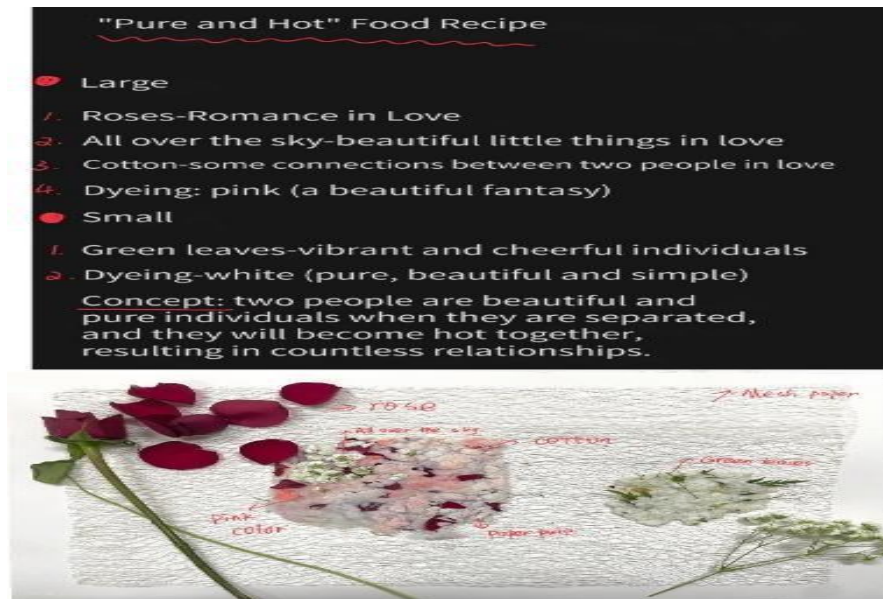 "Pure and Hot" Food Recipe
Large
1. Roses-Romance in Love
2. All over the sky-beautiful little things in love
3. Cotton-some connections between two people in love
4. Dyeing: pink (a beautiful fantasy)
Small
1. Green leaves-vibrant and cheerful individuals
2. Dyeing-white (pure, beautiful and simple)
Concept: two people are beautiful and
pure individuals when they are separated,
and they will become hot together,
resulting in countless relationships.
Mesh paper
rose
All over the sky
cotton
Green leaves
pink
color
Paper pulp